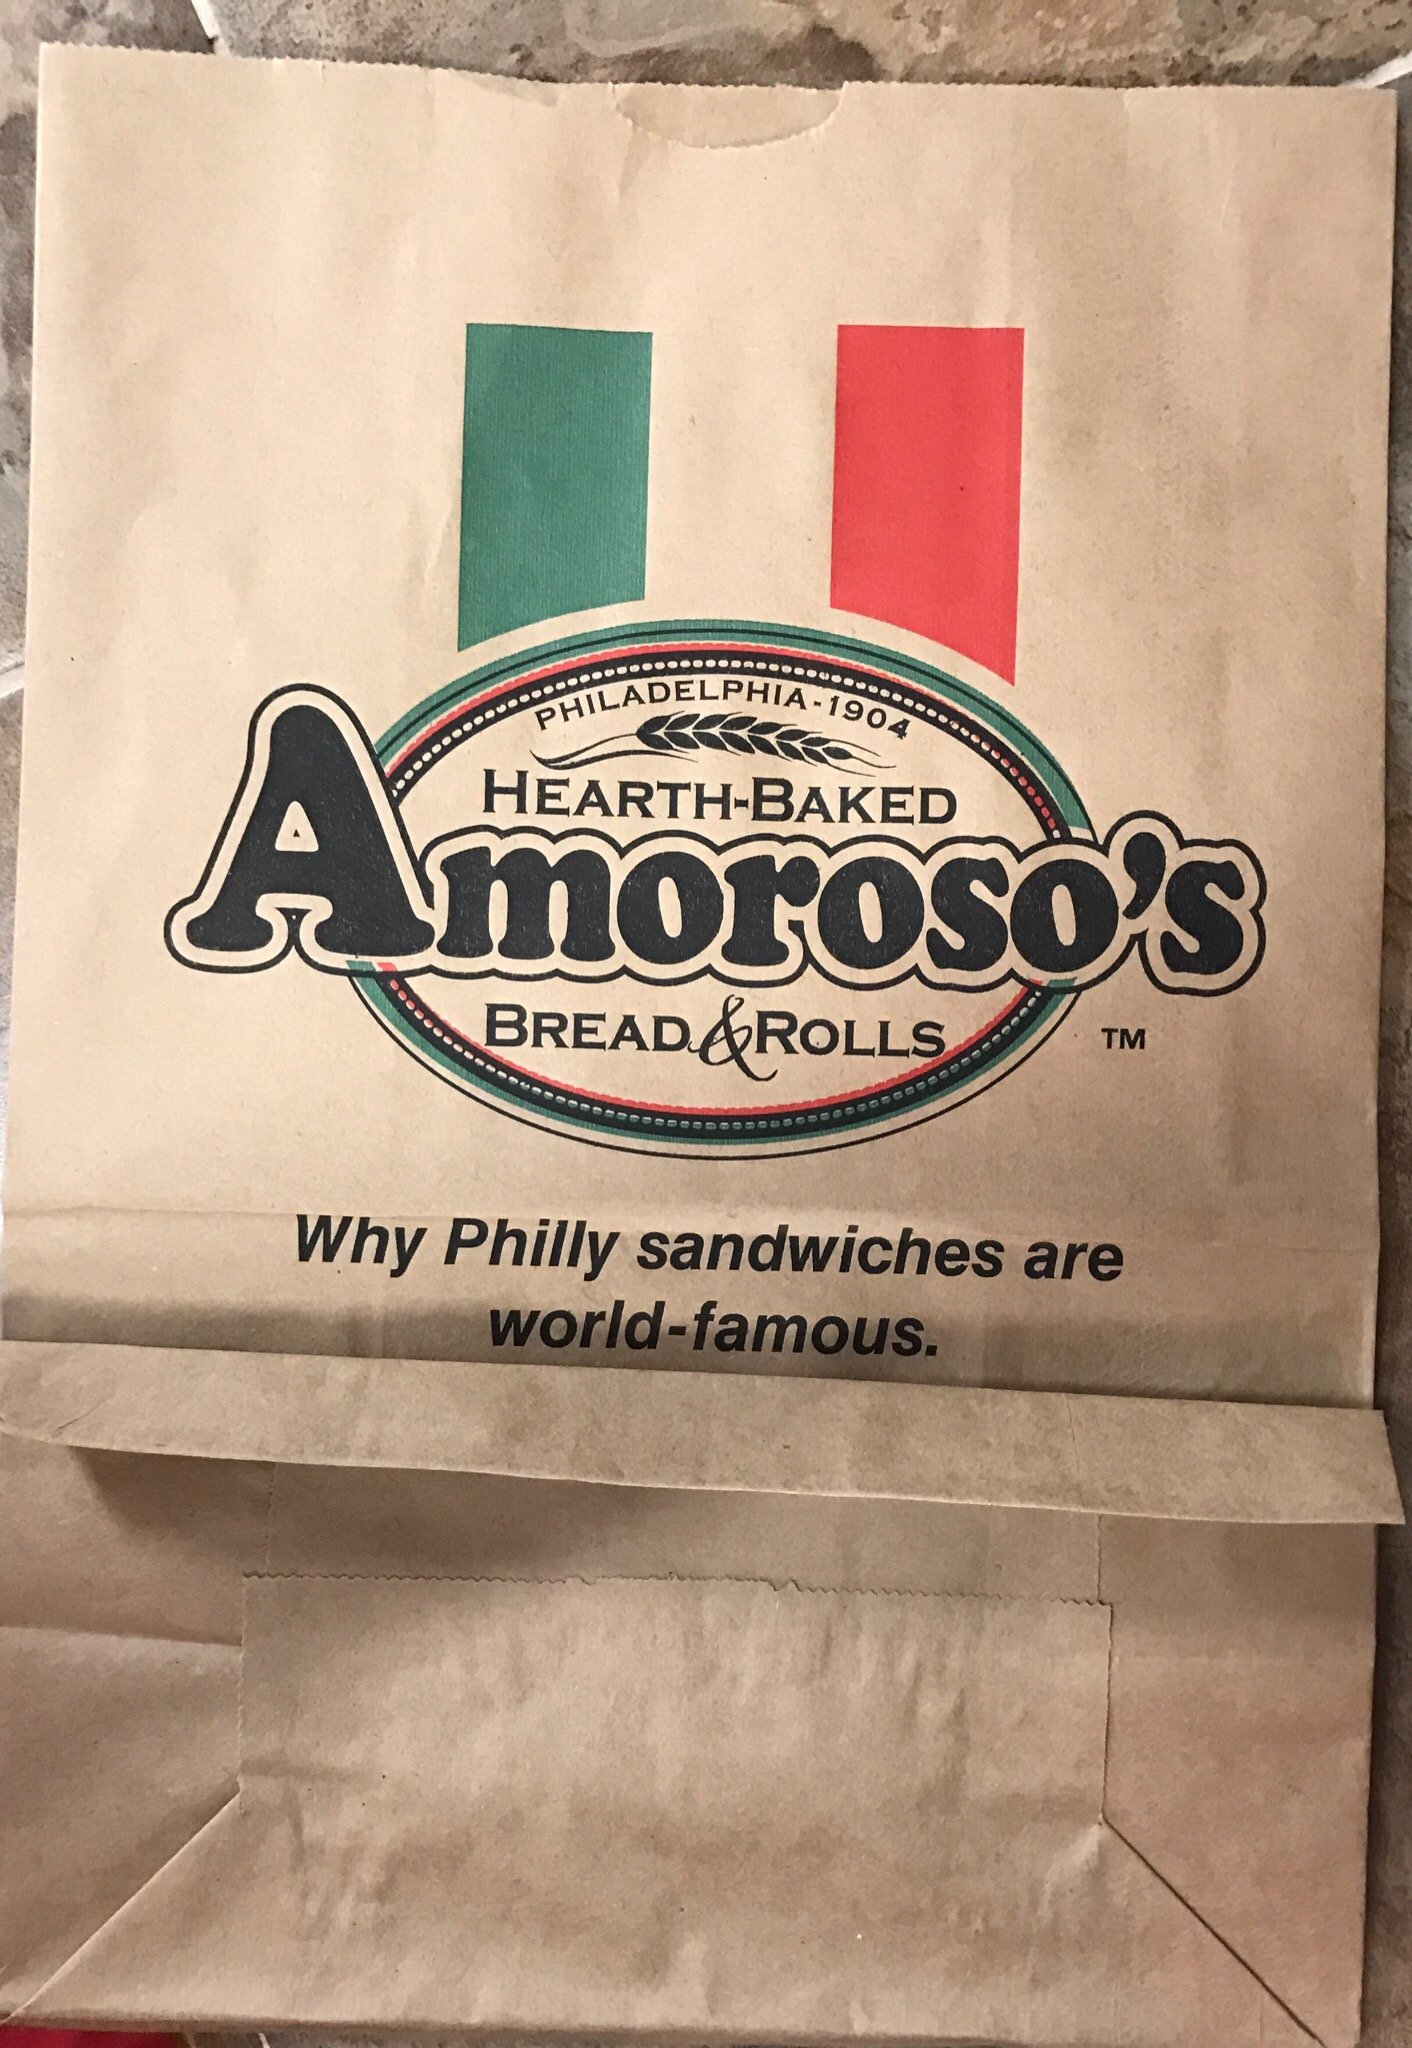 PHILADELPHIA-1904
HEARTH-BAKED
Amoroso's
BREAD & ROLLS
TM
Why Philly sandwiches are
world-famous.